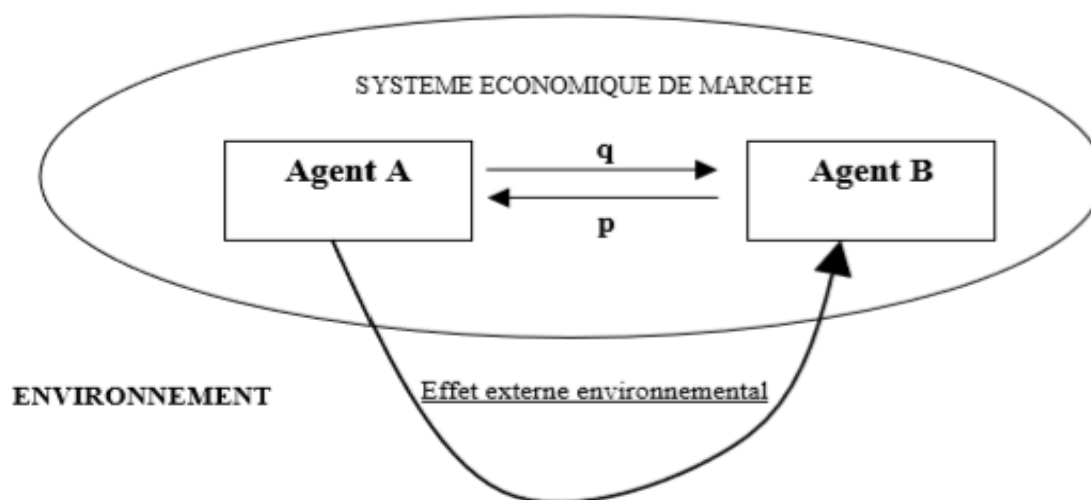 SYSTEME ECONOMIQUE DE MARCHE
Agent A
q
Agent B
p
Effet externe environnemental
ENVIRONNEMENT